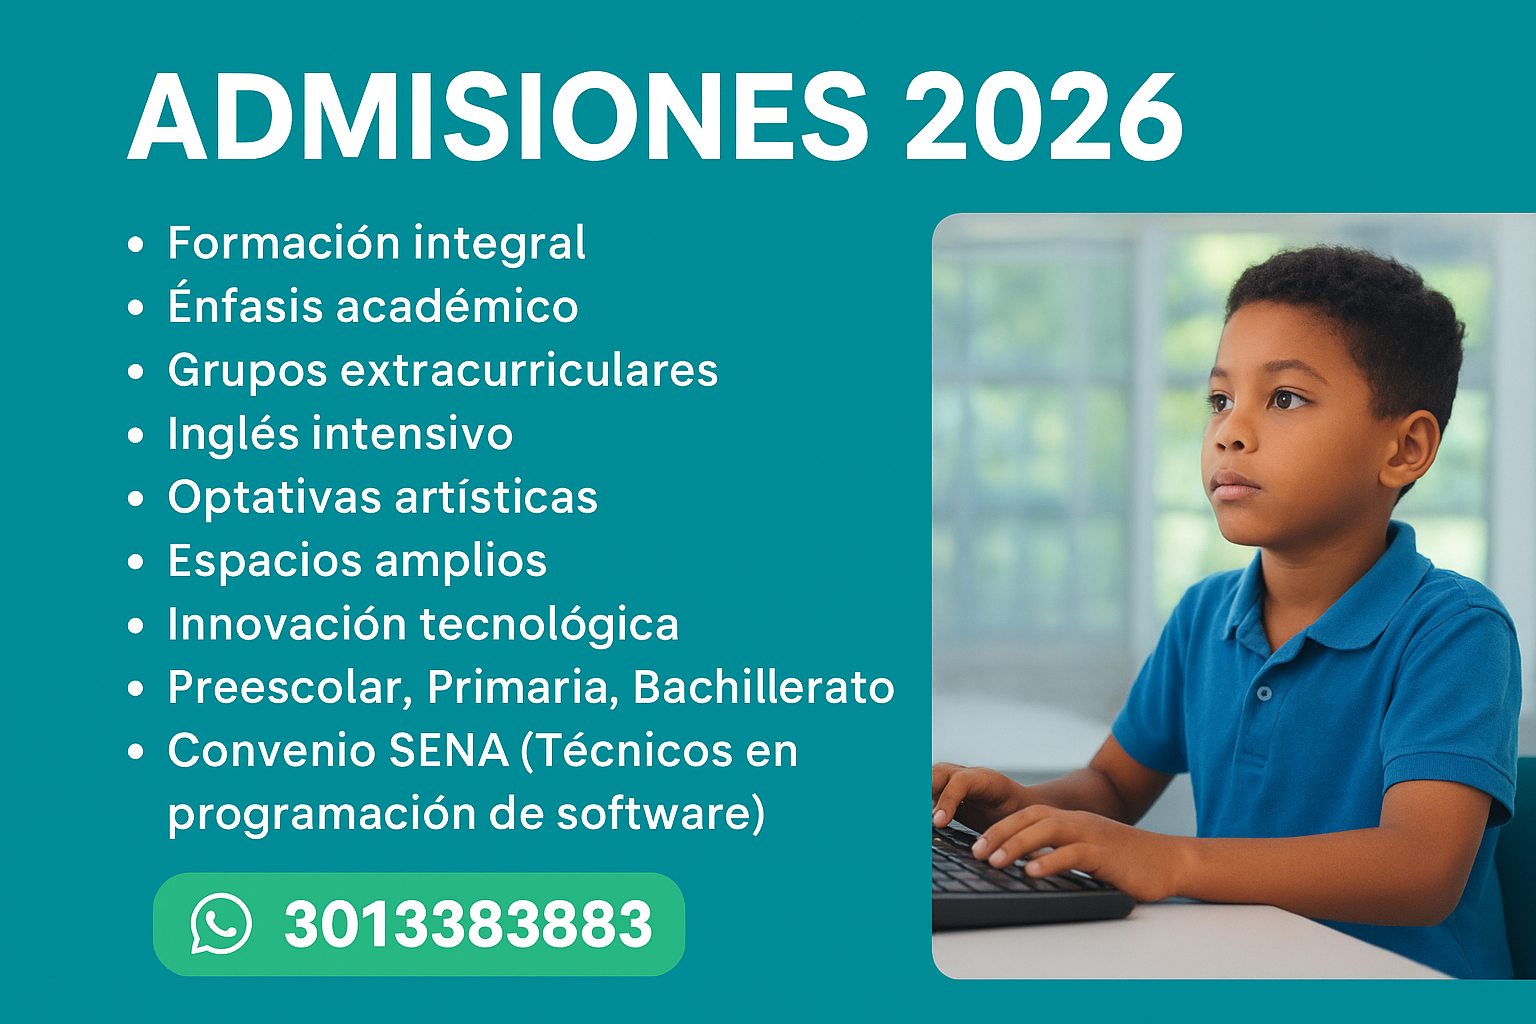 ADMISIONES 2026
• Formación integral
• Énfasis académico
• Grupos extracurriculares
• Inglés intensivo
• Optativas artísticas
• Espacios amplios
• Innovación tecnológica
• Preescolar, Primaria, Bachillerato
• Convenio SENA (Técnicos en
programación de software)
3013383883